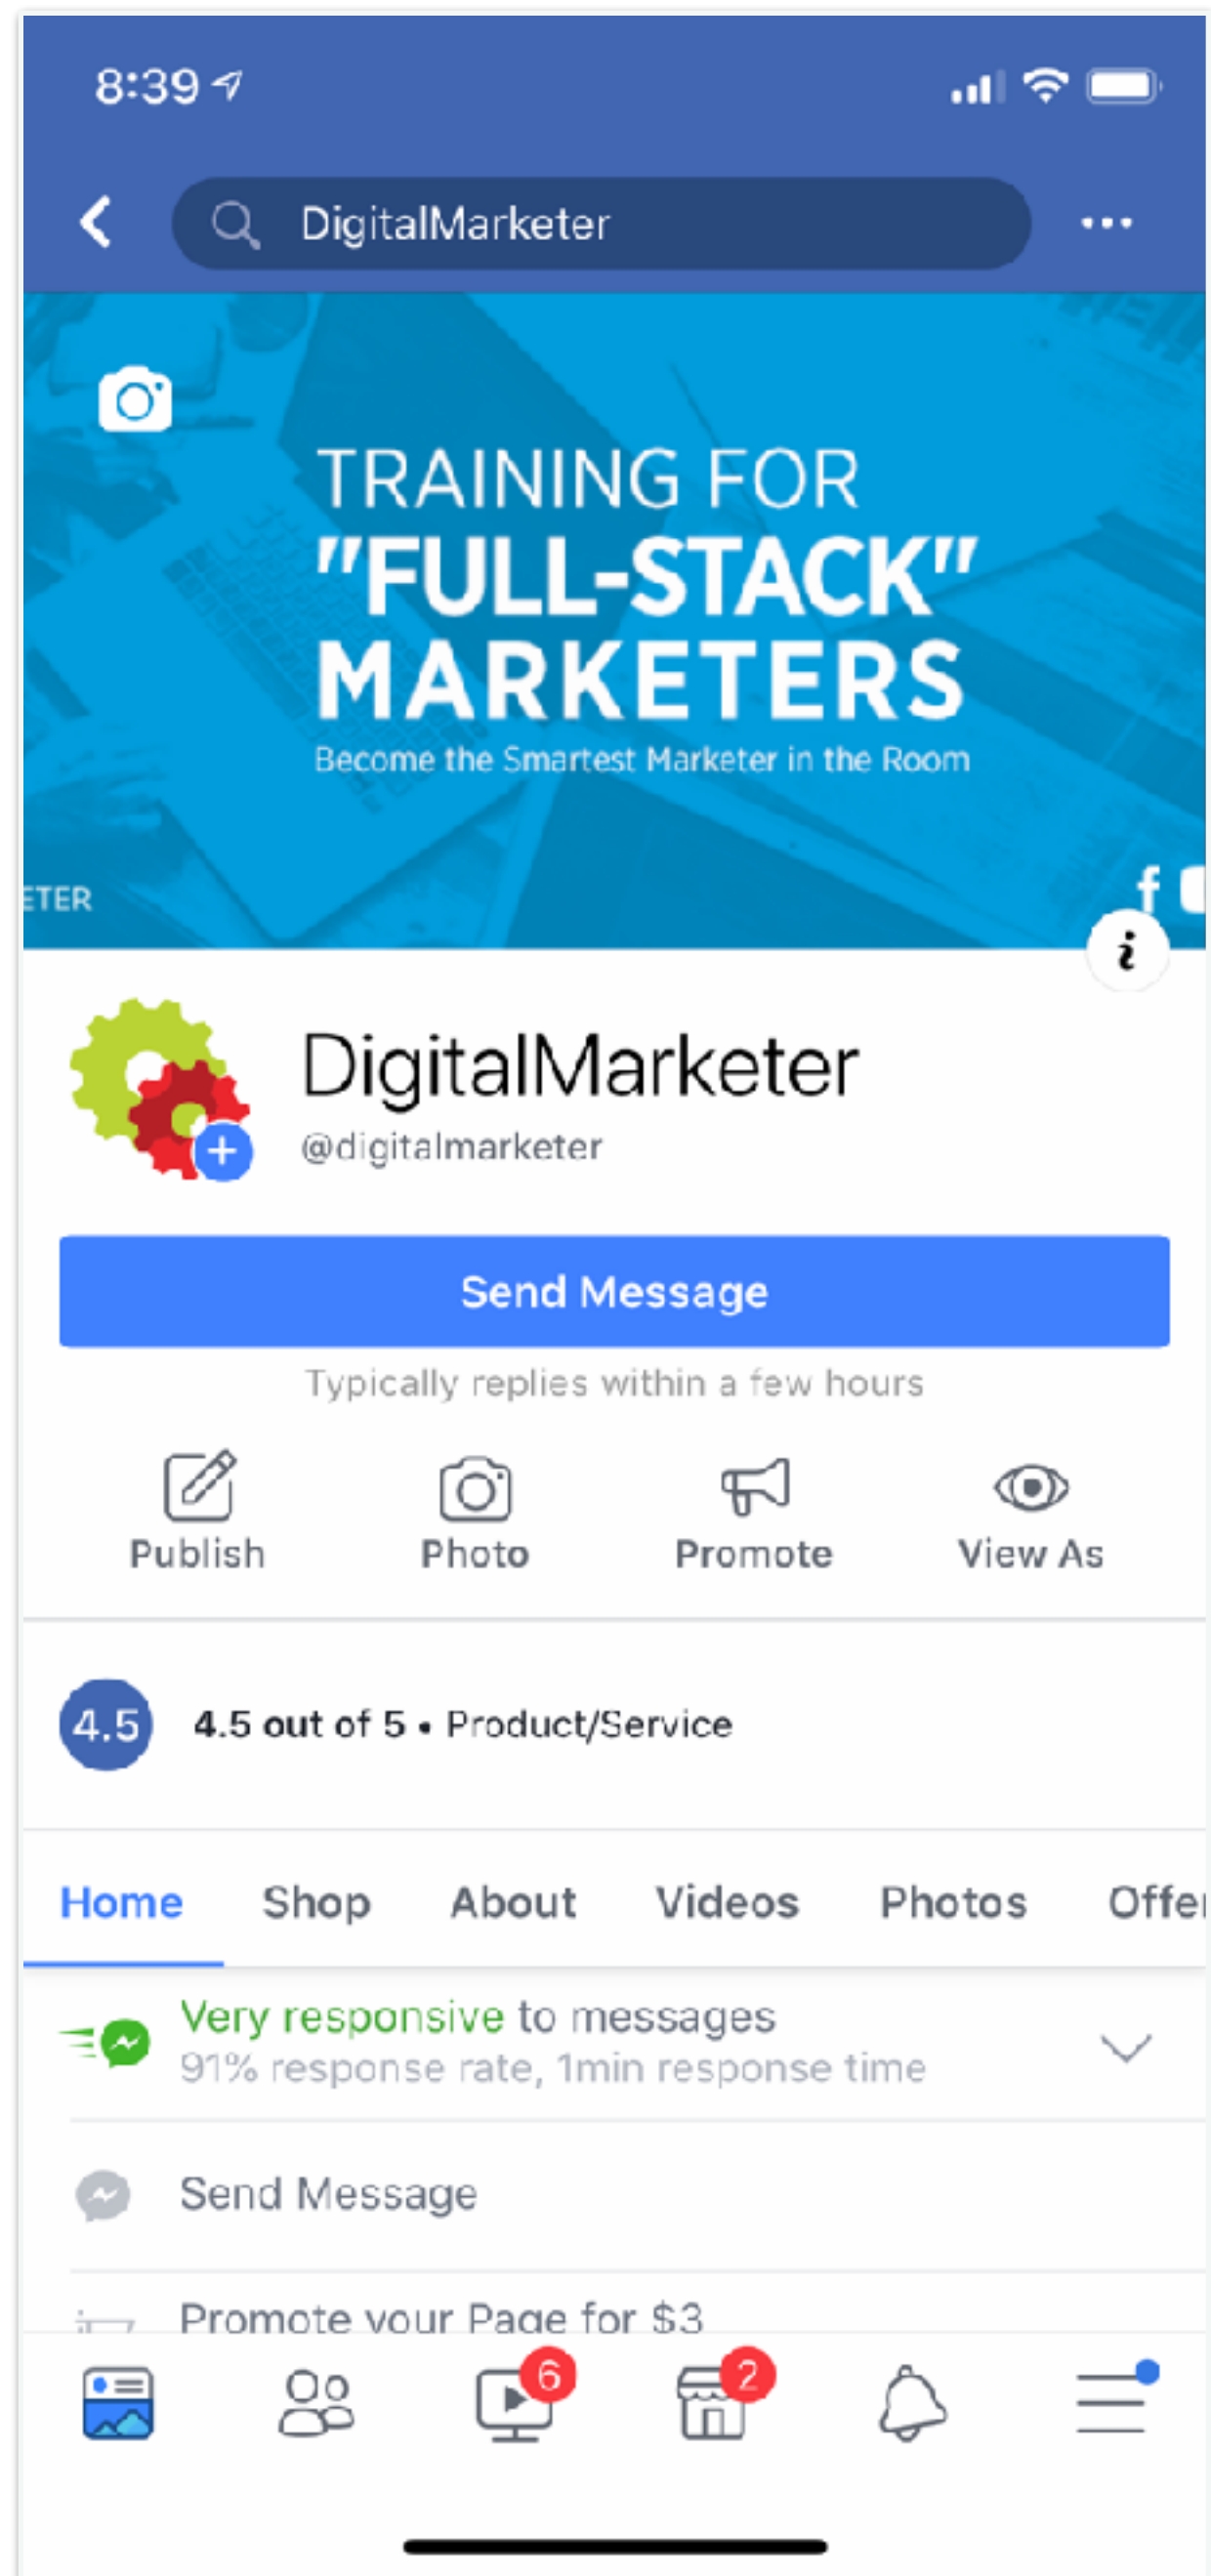 8:39
DigitalMarketer
TRAINING FOR
"FULL-STACK"
MARKETERS
Become the Smartest Marketer in the Room
ETER
f
i
DigitalMarketer
@digitalmarketer
Send Message
Typically replies within a few hours
Publish Photo Promote View As
4.5 4.5 out of 5 • Product/Service
Home Shop About Videos Photos Offer
Very responsive to messages
91% response rate, 1min response time
Send Message
Promote your Page for $3
6 2